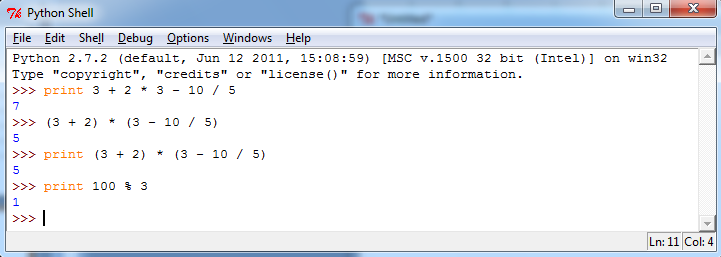 Python Shell
"Untitled"
File Edit Shell Debug Options Windows Help
Python 2.7.2 (default, Jun 12 2011, 15:08:59) [MSC v.1500 32 bit (Intel)] on win32
Type "copyright", "credits" or "license()" for more information.
>>> print 3 + 2 * 3 - 10 / 5
7
>>> (3 + 2) * (3 - 10 / 5)
5
>>> print (3 + 2) * (3 - 10 / 5)
5
>>> print 100 % 3
1
>>>
Ln: 11 Col: 4